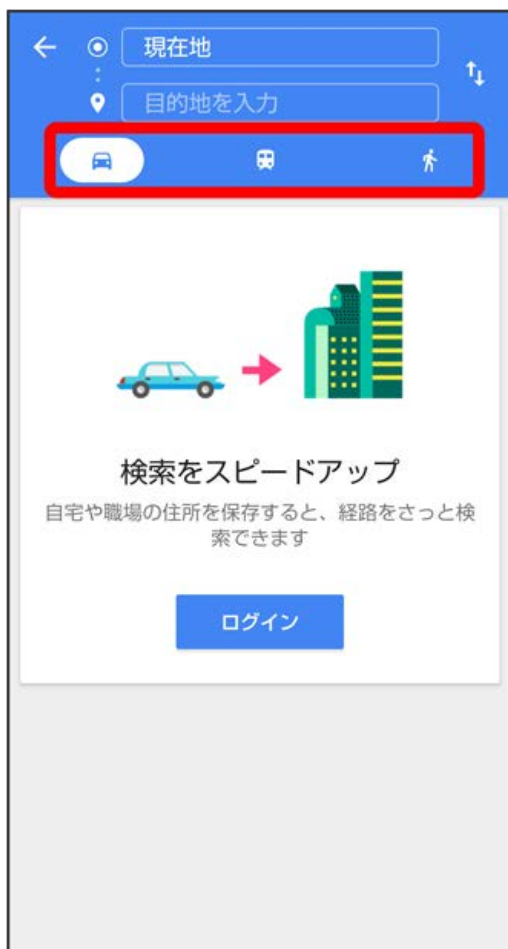 現在地
目的地を入力
検索をスピードアップ
自宅や職場の住所を保存すると、経路をさっと検
索できます
ログイン